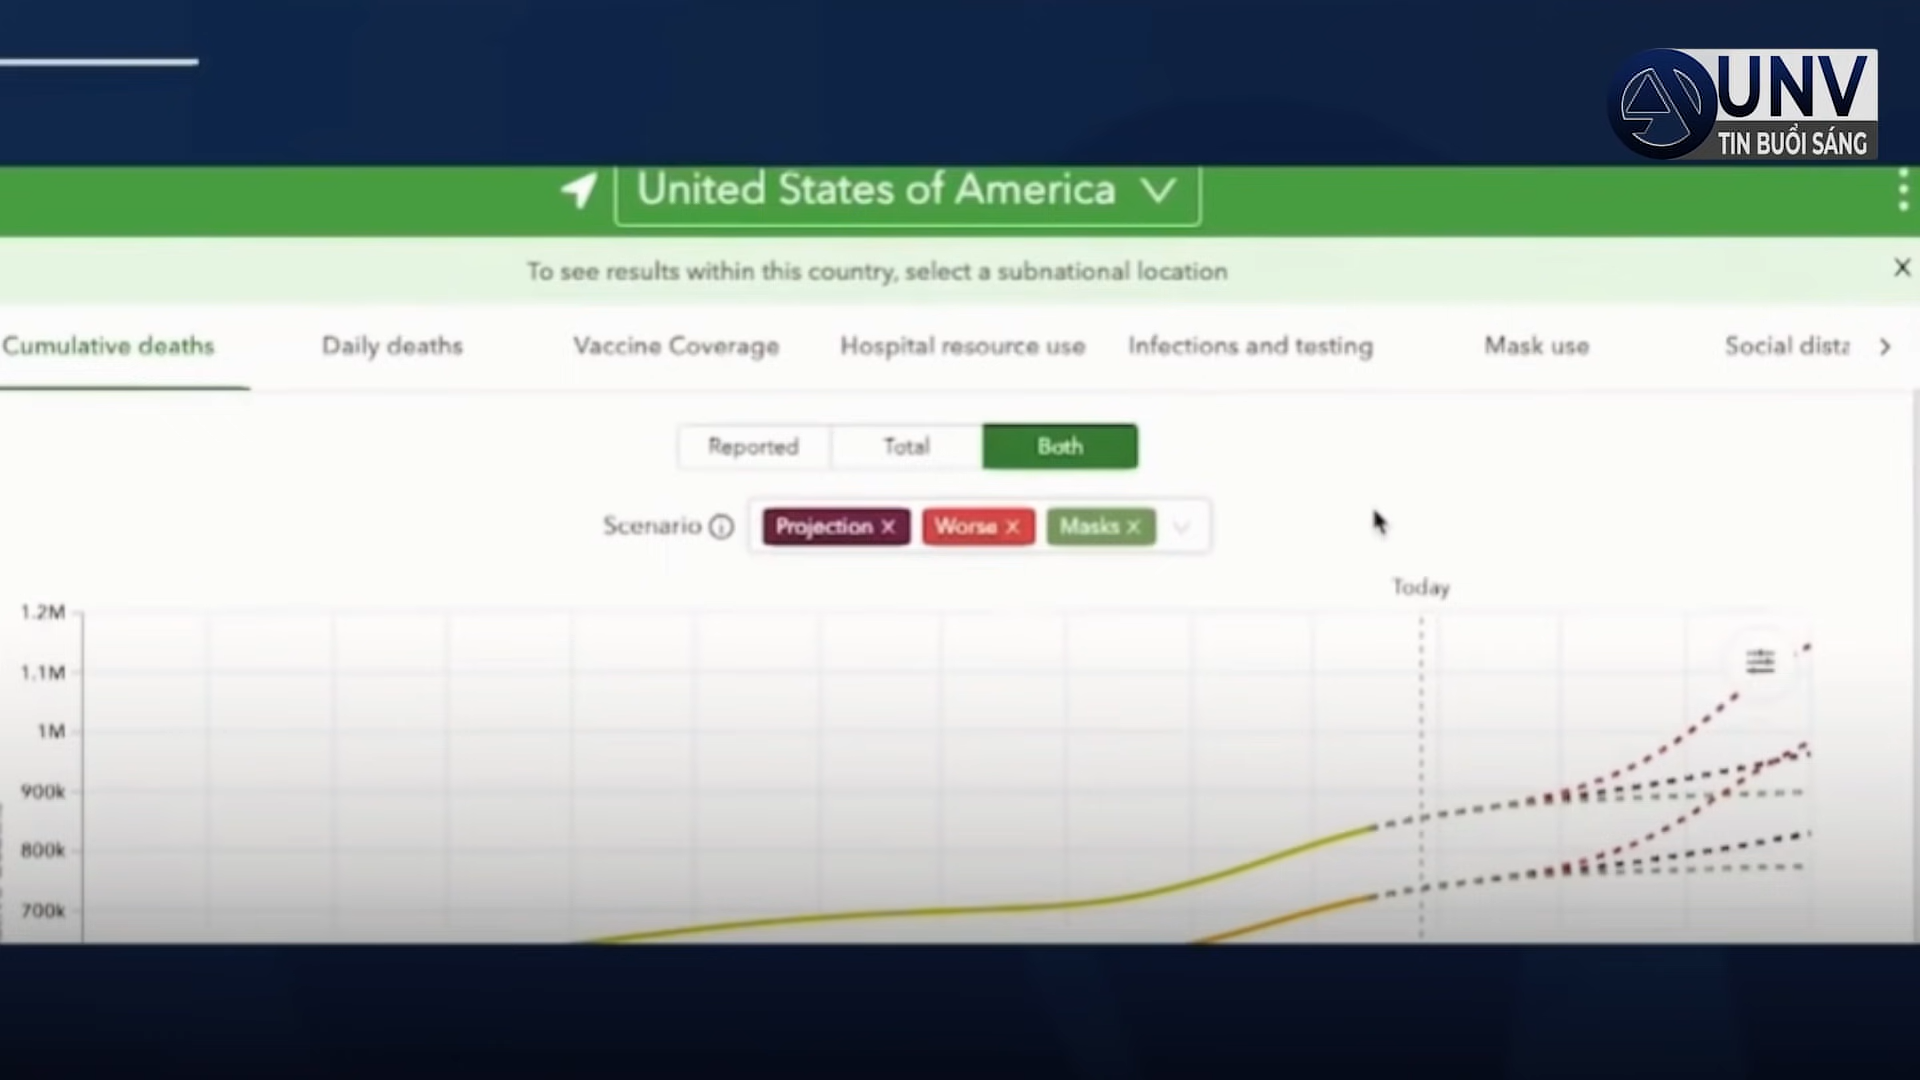 UNV
TIN BUỔI SÁNG
United States of America
To see results within this country, select a subnational location
X
Cumulative deaths
Daily deaths
Vaccine Coverage
Hospital resource use
Infections and testing
Mask use
Social dista
Reported
Total
Both
Scenario
Projection X
Worse X
Masks X
Today
1.2M
1.1M
1M
900k
800k
700k